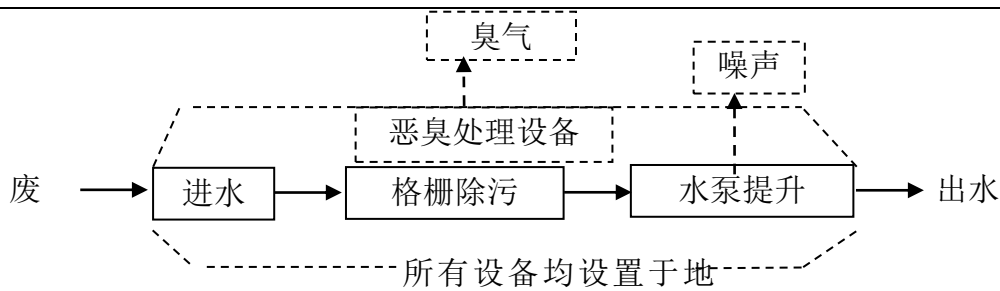 臭气
噪声
恶臭处理设备
废
进水
格栅除污
水泵提升
出水
所有设备均设置于地